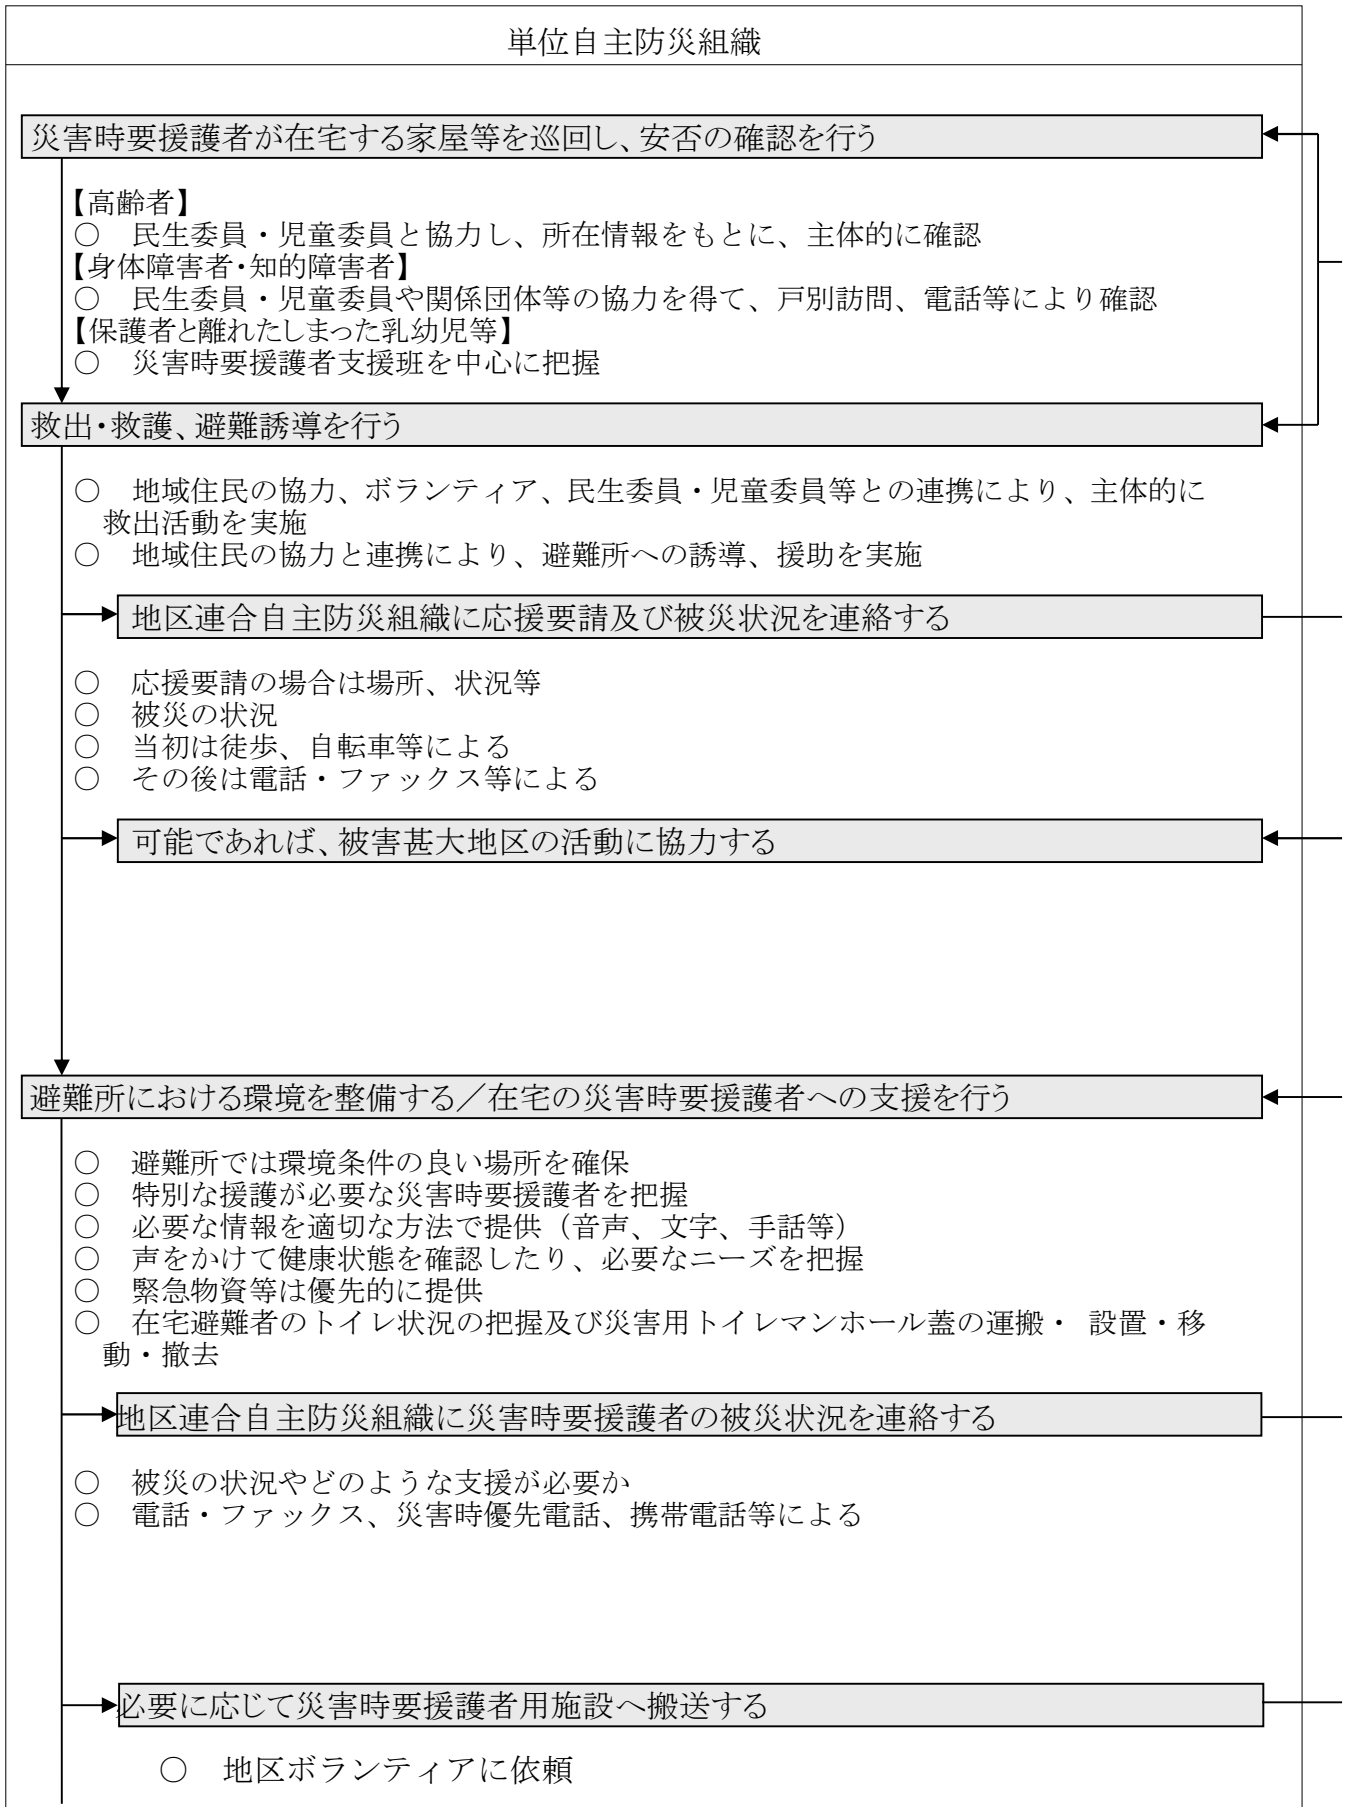 単位自主防災組織
災害時要援護者が在宅する家屋等を巡回し、安否の確認を行う
【高齢者】
○　民生委員・児童委員と協力し、所在情報をもとに、主体的に確認
【身体障害者・知的障害者】
○　民生委員・児童委員や関係団体等の協力を得て、戸別訪問、電話等により確認
【保護者と離れたしまった乳幼児等】
○　災害時要援護者支援班を中心に把握
救出・救護、避難誘導を行う
○　地域住民の協力、ボランティア、民生委員・児童委員等との連携により、主体的に
救出活動を実施
○　地域住民の協力と連携により、避難所への誘導、援助を実施
地区連合自主防災組織に応援要請及び被災状況を連絡する
○　応援要請の場合は場所、状況等
○　被災の状況
○　当初は徒歩、自転車等による
○　その後は電話・ファックス等による
可能であれば、被害甚大地区の活動に協力する
避難所における環境を整備する／在宅の災害時要援護者への支援を行う
○　避難所では環境条件の良い場所を確保
○　特別な援護が必要な災害時要援護者を把握
○　必要な情報を適切な方法で提供（音声、文字、手話等）
○　声をかけて健康状態を確認したり、必要なニーズを把握
○　緊急物資等は優先的に提供
○　在宅避難者のトイレ状況の把握及び災害用トイレマンホール蓋の運搬・ 設置・移
動・撤去
地区連合自主防災組織に災害時要援護者の被災状況を連絡する
○　被災の状況やどのような支援が必要か
○　電話・ファックス、災害時優先電話、携帯電話等による
必要に応じて災害時要援護者用施設へ搬送する
○　地区ボランティアに依頼